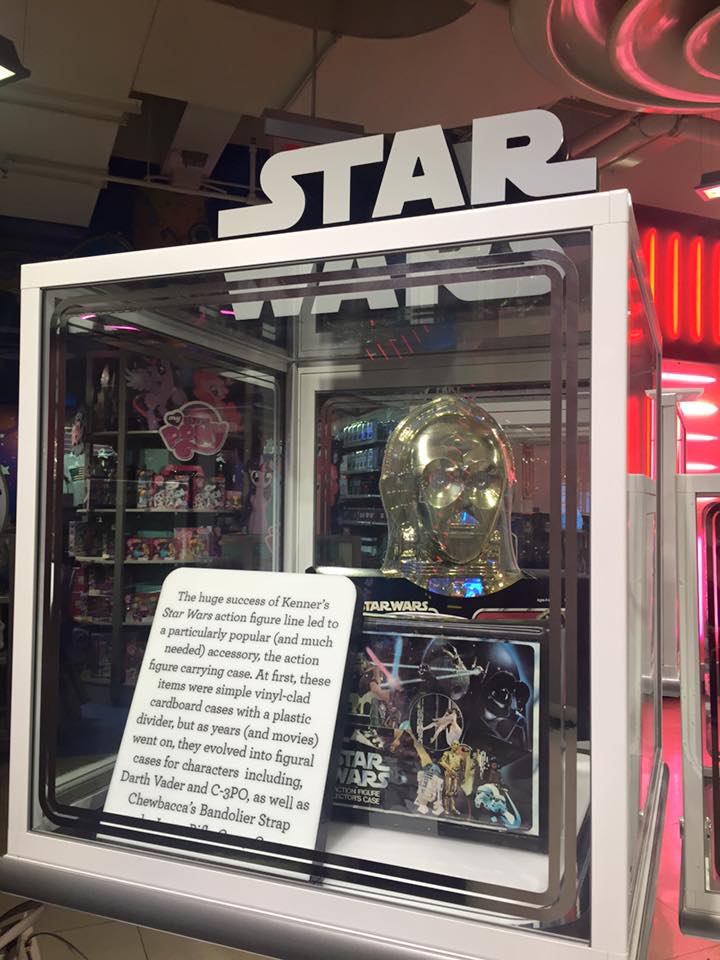 STAR
WARS
my
little
PONY
The huge success of Kenner's
Star Wars action figure line led to
a particularly popular (and much
needed) accessory, the action
figure carrying case. At first, these
items were simple vinyl-clad
cardboard cases with a plastic
divider, but as years (and movies)
went on, they evolved into figural
cases for characters including,
Darth Vader and C-3PO, as well as
Chewbacca's Bandolier Strap
STAR WARS
STAR
WARS
ACTION FIGURE
COLLECTOR'S CASE